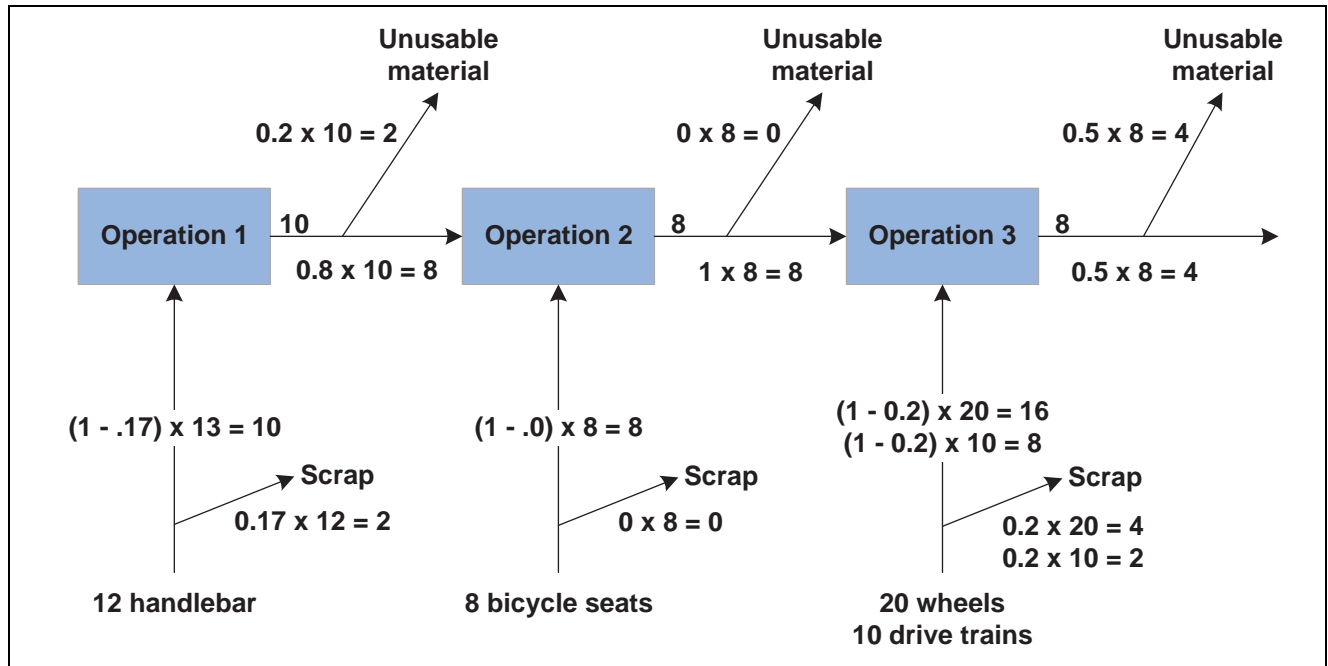 Unusable
material
Unusable
material
Unusable
material
0.2 x 10 = 2
0 x 8 = 0
0.5 x 8 = 4
Operation 1
10
0.8 x 10 = 8
Operation 2
8
1 x 8 = 8
Operation 3
8
0.5 x 8 = 4
(1 - .17) x 13 = 10
(1 - .0) x 8 = 8
(1 - 0.2) x 20 = 16
(1 - 0.2) x 10 = 8
Scrap
0.17 x 12 = 2
Scrap
0 x 8 = 0
Scrap
0.2 x 20 = 4
0.2 x 10 = 2
12 handlebar
8 bicycle seats
20 wheels
10 drive trains